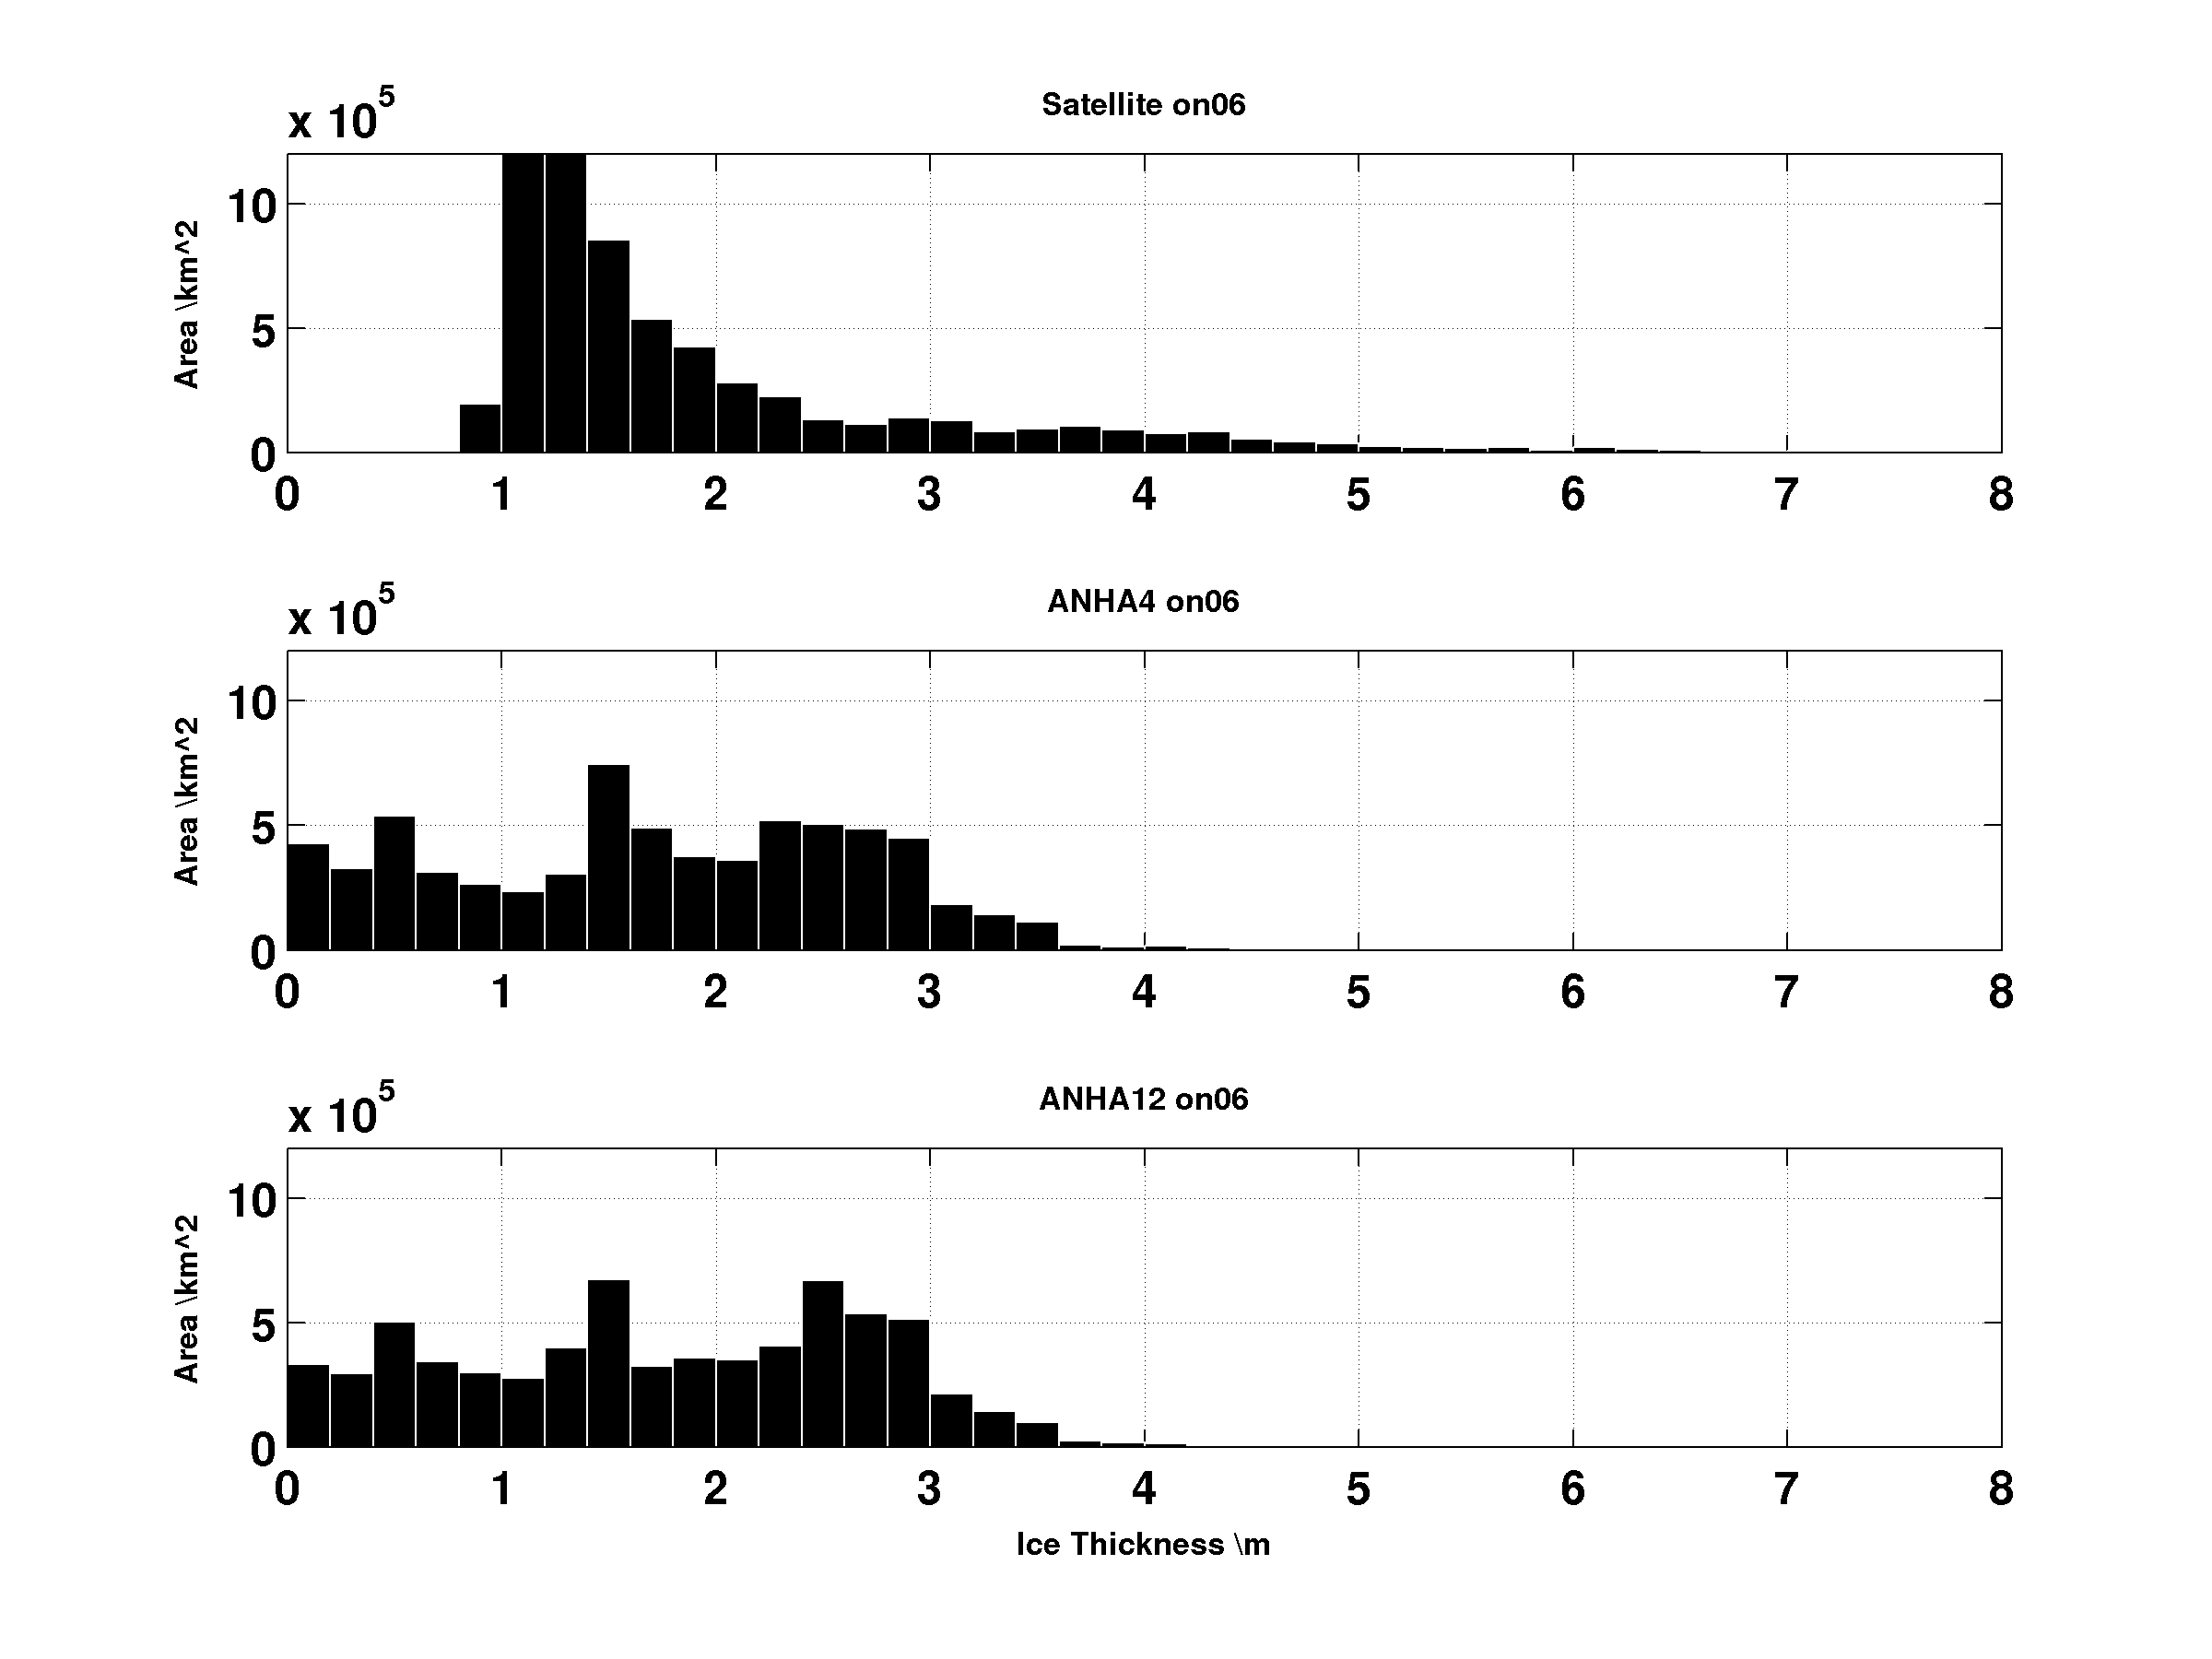 Satellite on06
x 10^5
10
5
0
Area \km^2
0 1 2 3 4 5 6 7 8
ANHA4 on06
x 10^5
10
5
0
Area \km^2
0 1 2 3 4 5 6 7 8
ANHA12 on06
x 10^5
10
5
0
Area \km^2
0 1 2 3 4 5 6 7 8
Ice Thickness \m